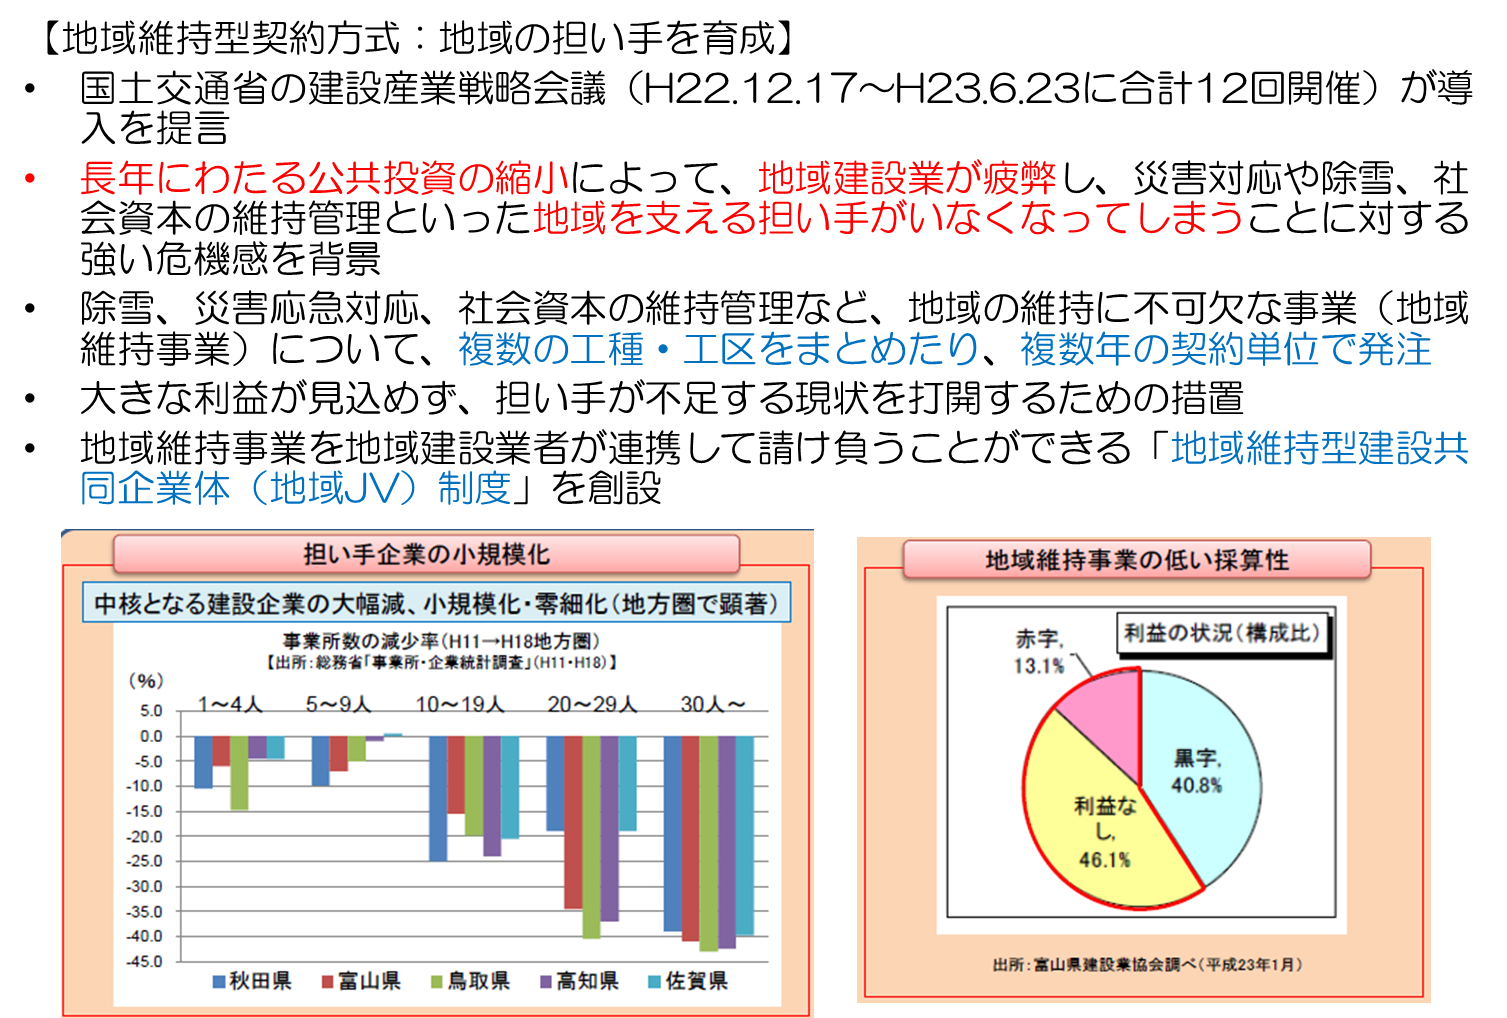 【地域維持型契約方式：地域の担い手を育成】
• 国土交通省の建設産業戦略会議（H22.12.17～H23.6.23に合計12回開催）が導
入を提言
• 長年にわたる公共投資の縮小によって、地域建設業が疲弊し、災害対応や除雪、社
会資本の維持管理といった地域を支える担い手がいなくなってしまうことに対する
強い危機感を背景
• 除雪、災害応急対応、社会資本の維持管理など、地域の維持に不可欠な事業（地域
維持事業）について、複数の工種・工区をまとめたり、複数年の契約単位で発注
• 大きな利益が見込めず、担い手が不足する現状を打開するための措置
• 地域維持事業を地域建設業者が連携して請け負うことができる「地域維持型建設共
同企業体（地域JV）制度」を創設
担い手企業の小規模化
中核となる建設企業の大幅減、小規模化・零細化（地方圏で顕著）
事業所数の減少率（H11→H18地方圏）
【出所：総務省「事業所・企業統計調査」（H11・H18）】
（％）
1～4人 5～9人 10～19人 20～29人 30人～
5.0
0.0
-5.0
-10.0
-15.0
-20.0
-25.0
-30.0
-35.0
-40.0
-45.0
秋田県 富山県 鳥取県 高知県 佐賀県
地域維持事業の低い採算性
利益の状況（構成比）
赤字,
13.1%
黒字,
40.8%
利益な
し,
46.1%
出所：富山県建設業協会調べ（平成23年1月）